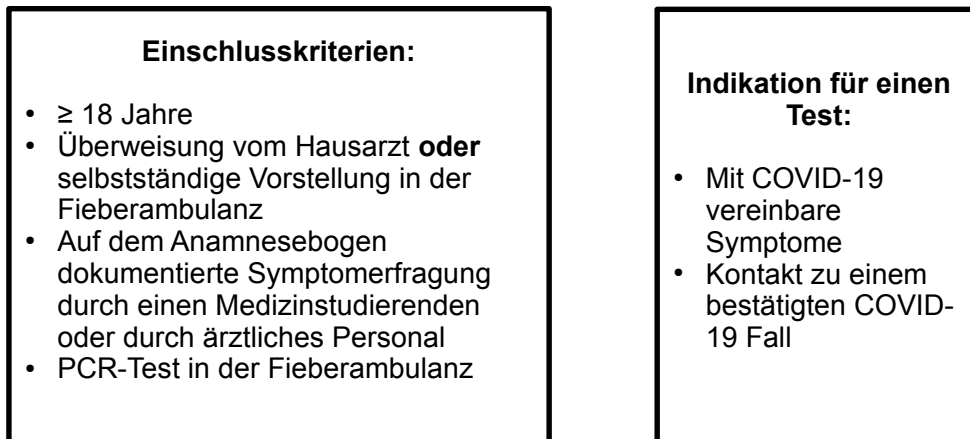 Einschlusskriterien:
• ≥ 18 Jahre
• Überweisung vom Hausarzt oder
selbstständige Vorstellung in der
Fieberambulanz
• Auf dem Anamnesebogen
dokumentierte Symptomerfragung
durch einen Medizinstudierenden
oder durch ärztliches Personal
• PCR-Test in der Fieberambulanz
Indikation für einen
Test:
• Mit COVID-19
vereinbare
Symptome
• Kontakt zu einem
bestätigten COVID-
19 Fall